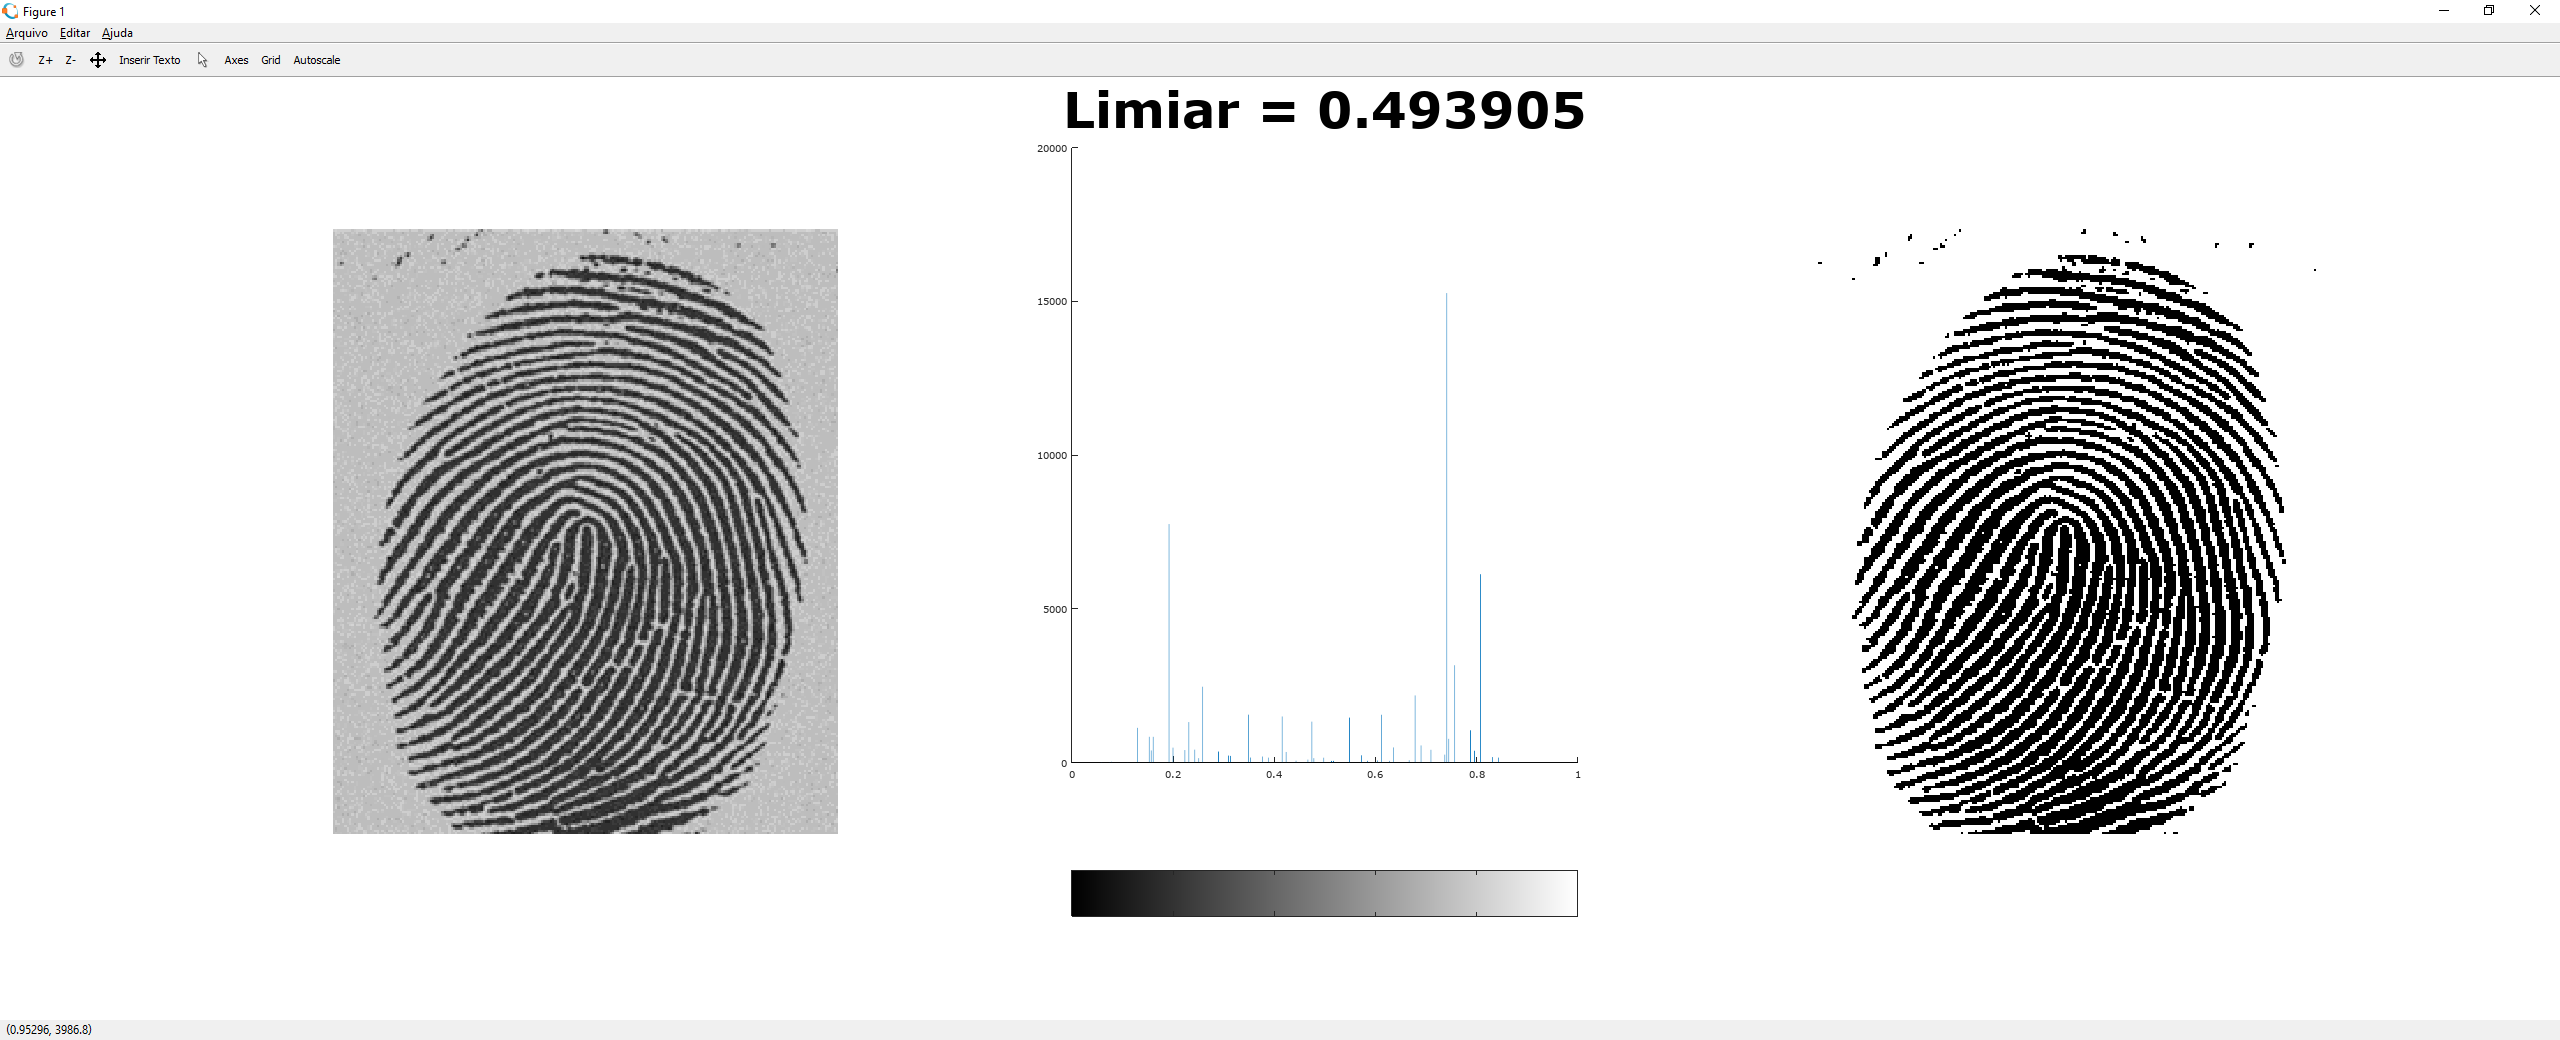 Figure 1
Arquivo Editar Ajuda
Z+ Z- Inserir Texto Axes Grid Autoscale
Limiar = 0.493905
20000
15000
10000
5000
0
0 0.2 0.4 0.6 0.8 1
(0.95296, 3986.8)